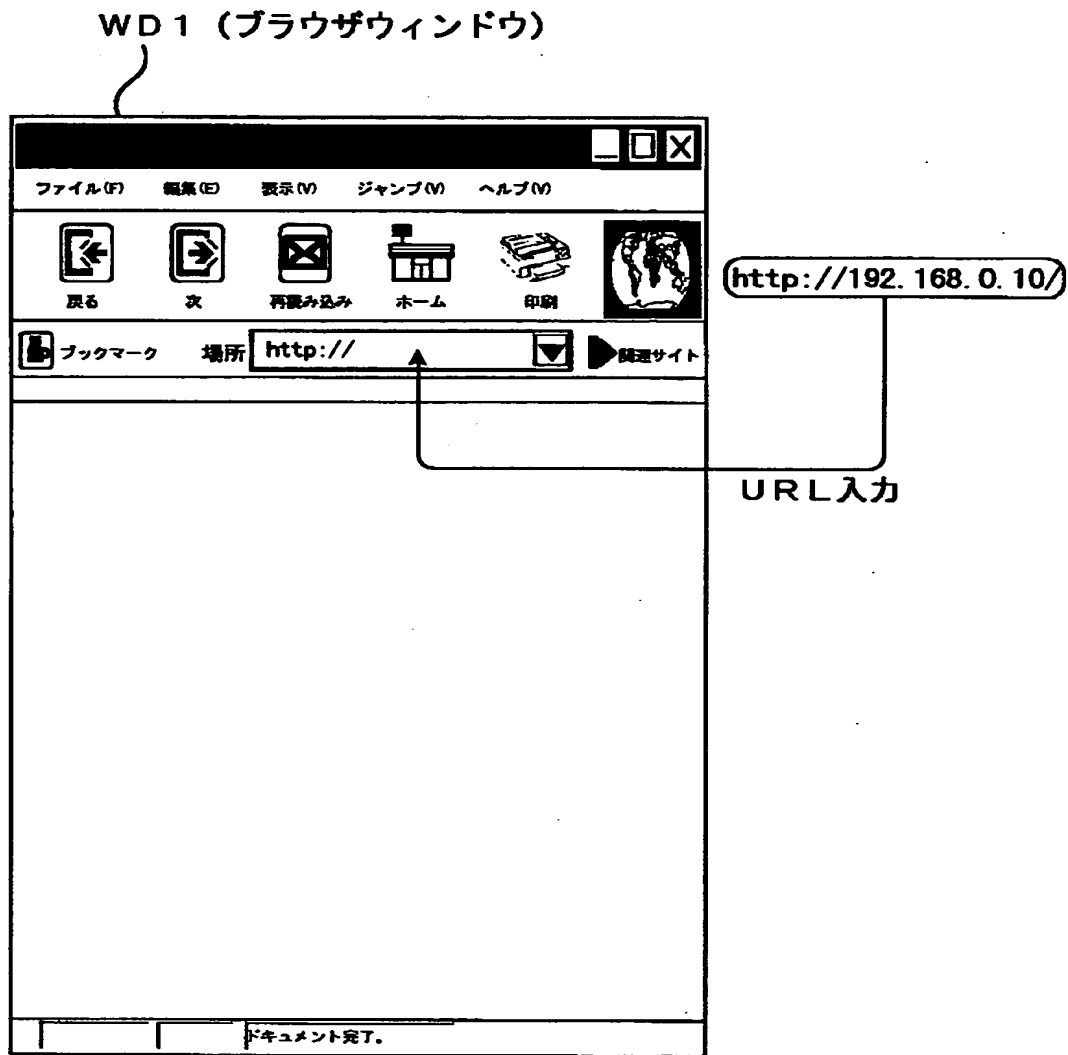 WD1（ブラウザウィンドウ）
ファイル(F) 編集(E) 表示(V) ジャンプ(V) ヘルプ(V)
戻る 次 再読み込み ホーム 印刷
http://192.168.0.10/
ブックマーク 場所 http:// 関連サイト
URL入力
ドキュメント完了.